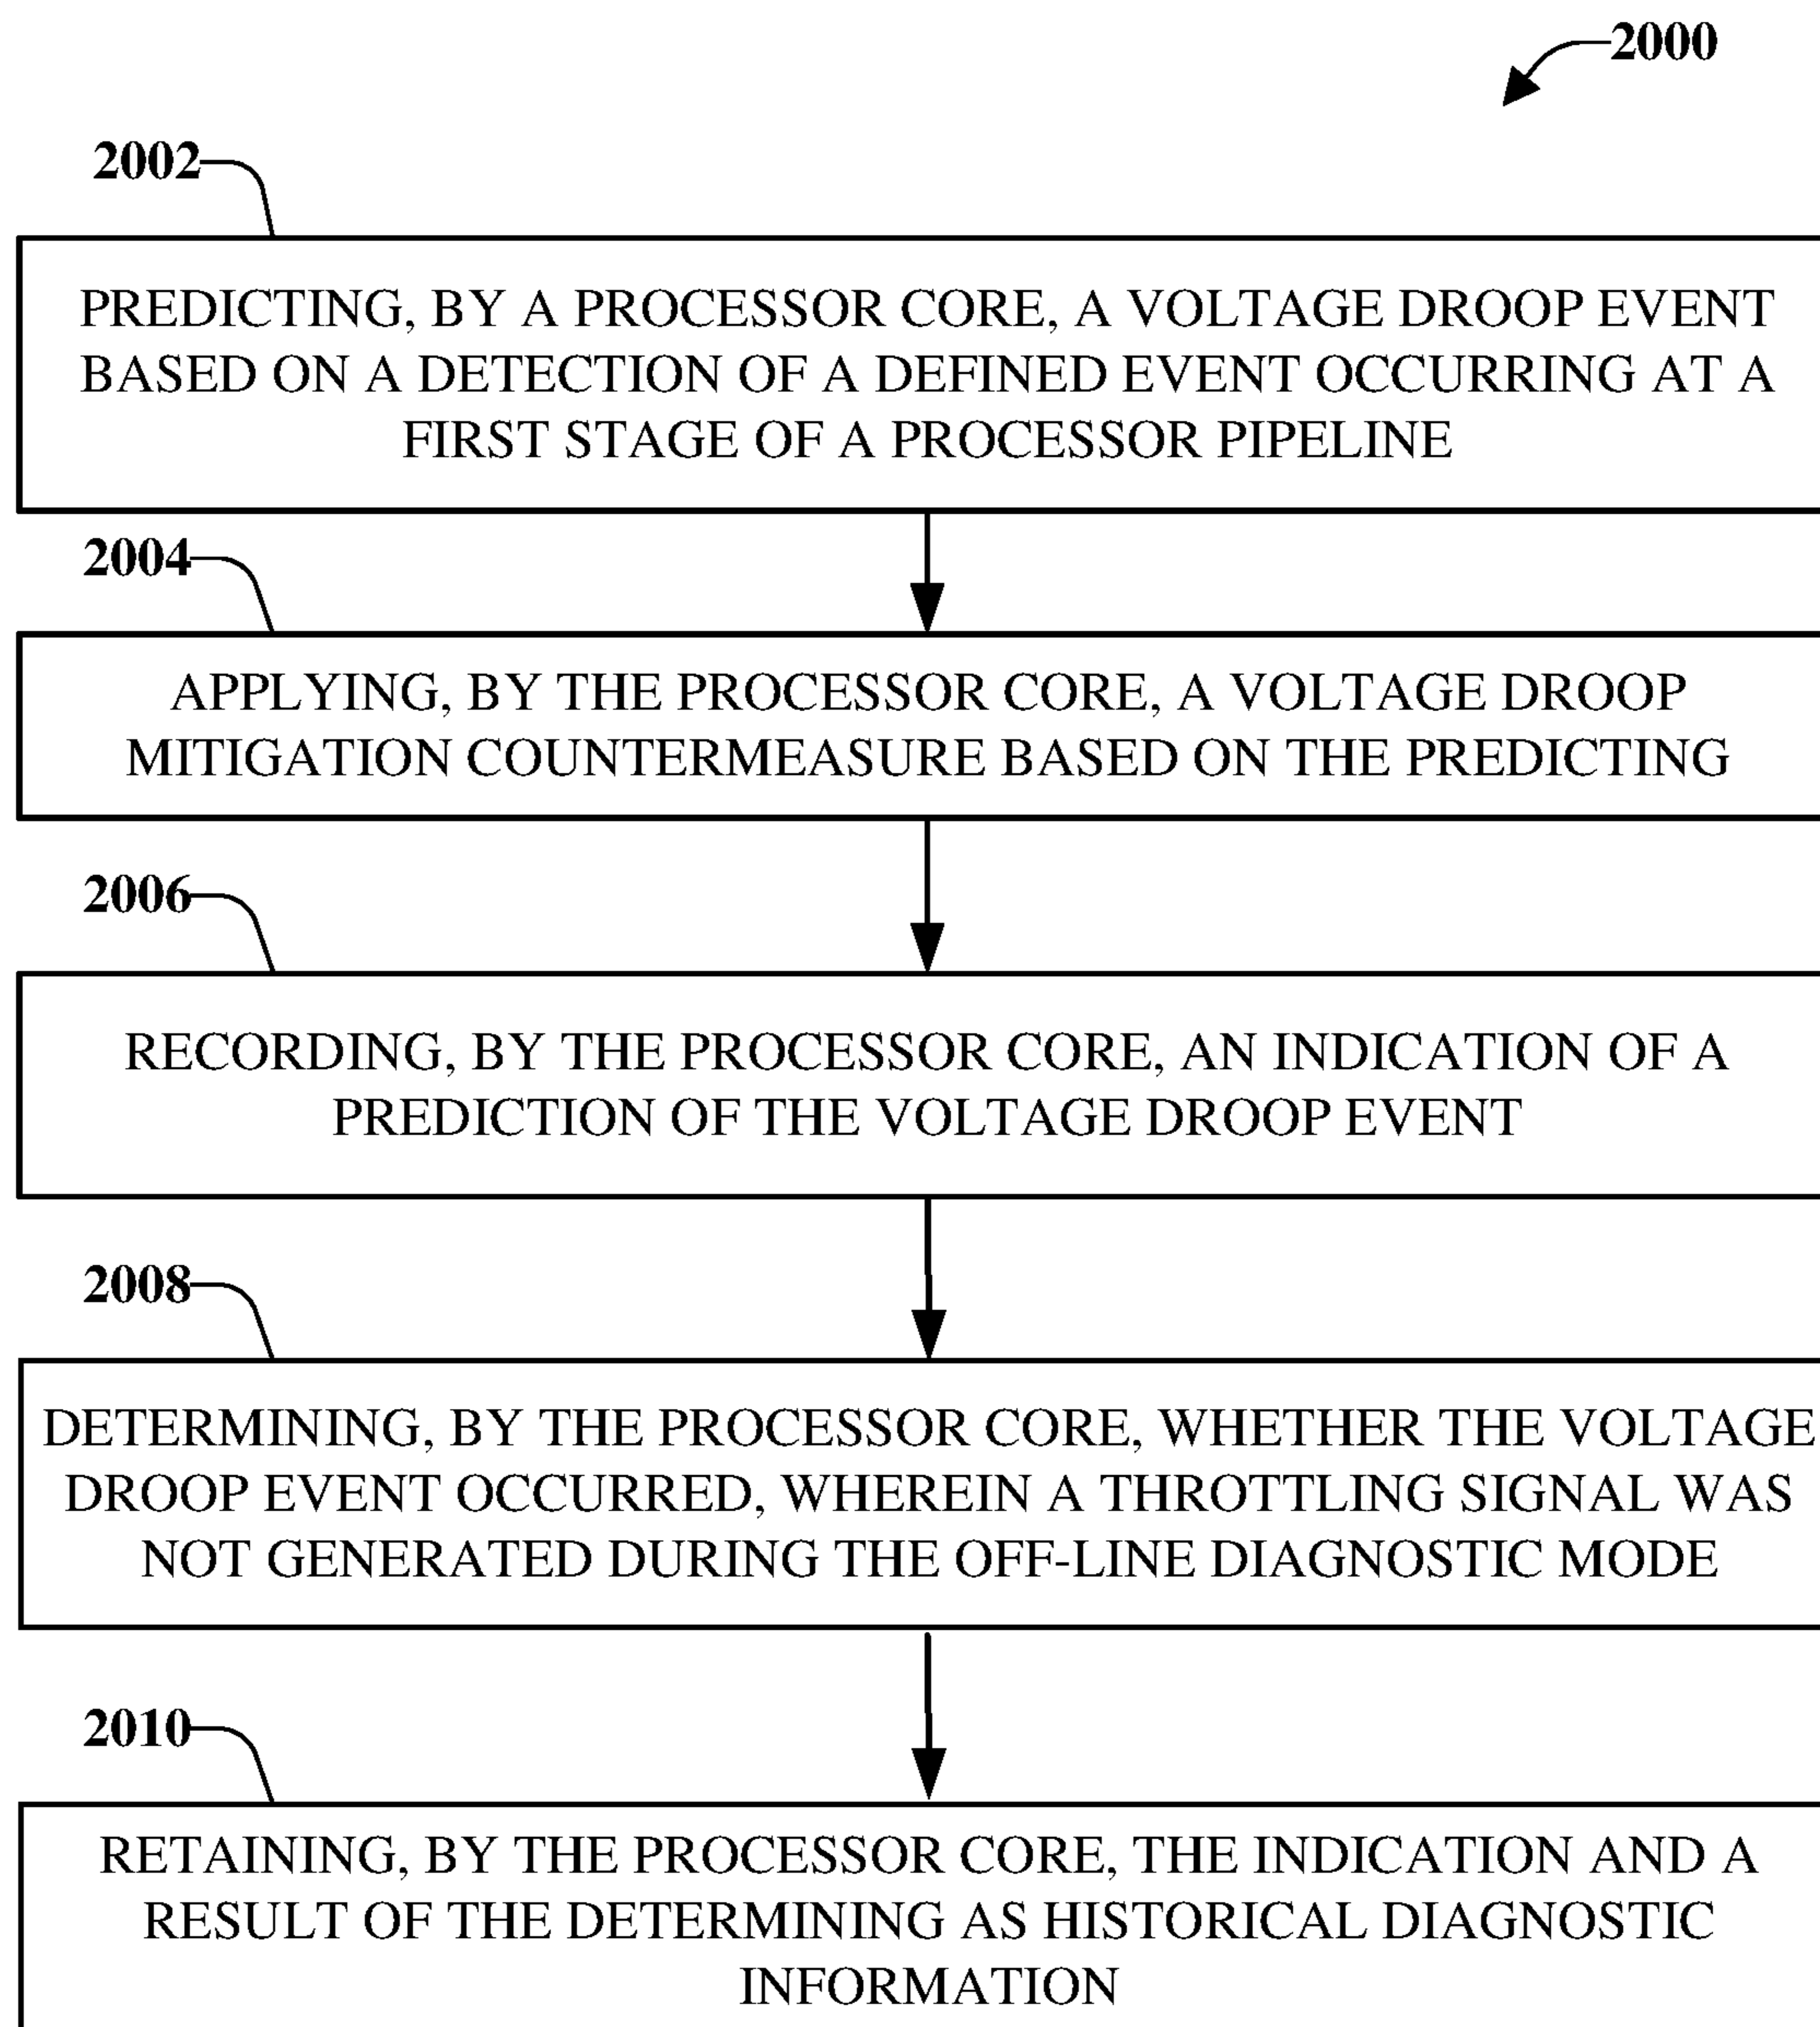 2000
2002
PREDICTING, BY A PROCESSOR CORE, A VOLTAGE DROOP EVENT
BASED ON A DETECTION OF A DEFINED EVENT OCCURRING AT A
FIRST STAGE OF A PROCESSOR PIPELINE
2004
APPLYING, BY THE PROCESSOR CORE, A VOLTAGE DROOP
MITIGATION COUNTERMEASURE BASED ON THE PREDICTING
2006
RECORDING, BY THE PROCESSOR CORE, AN INDICATION OF A
PREDICTION OF THE VOLTAGE DROOP EVENT
2008
DETERMINING, BY THE PROCESSOR CORE, WHETHER THE VOLTAGE
DROOP EVENT OCCURRED, WHEREIN A THROTTLING SIGNAL WAS
NOT GENERATED DURING THE OFF-LINE DIAGNOSTIC MODE
2010
RETAINING, BY THE PROCESSOR CORE, THE INDICATION AND A
RESULT OF THE DETERMINING AS HISTORICAL DIAGNOSTIC
INFORMATION